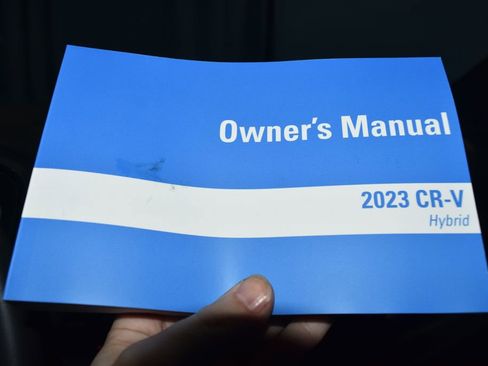 Owner's Manual
2023 CR-V
Hybrid